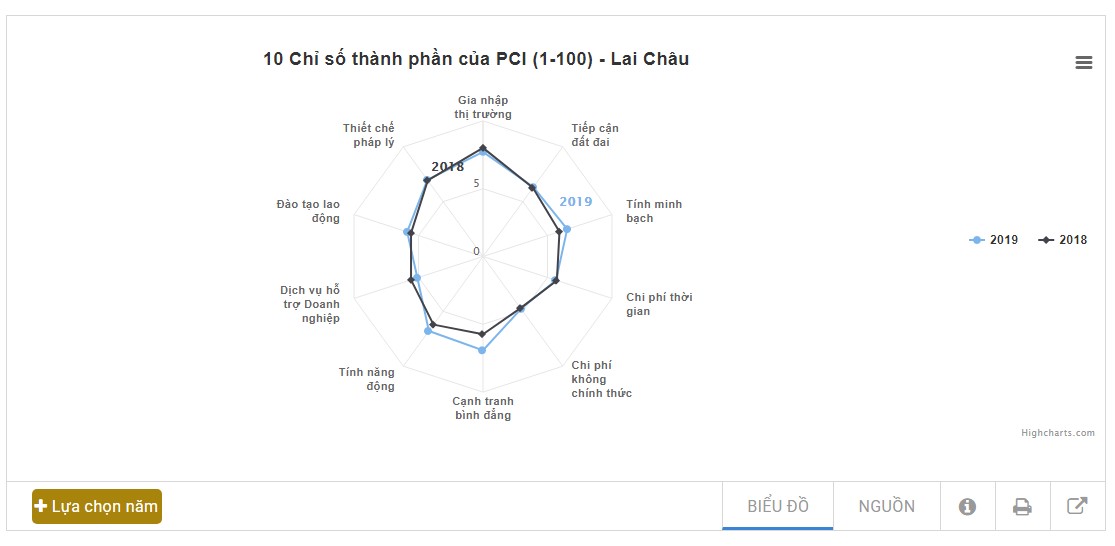 10 Chỉ số thành phần của PCI (1-100) - Lai Châu
Gia nhập
thị trường
Thiết chế
pháp lý
Tiếp cận
đất đai
2018
5
2019
Đào tạo lao
động
Tính minh
bạch
2019
2018
0
Dịch vụ hỗ
trợ Doanh
nghiệp
Chi phí thời
gian
Tính năng
động
Chi phí
không
chính thức
Cạnh tranh
bình đẳng
Highcharts.com
+ Lựa chọn năm
BIỂU ĐỒ
NGUỒN